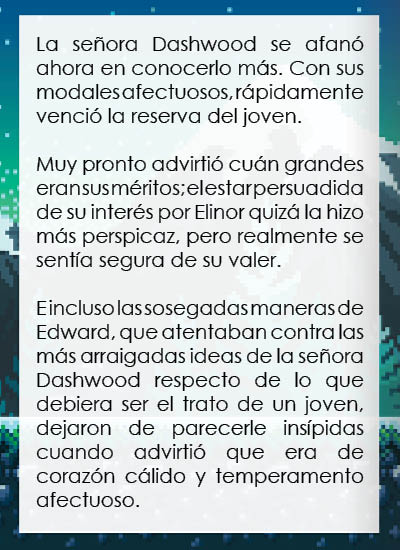 La señora Dashwood se afanó
ahora en conocerlo más. Con sus
modales afectuosos, rápidamente
venció la reserva del joven.
Muy pronto advirtió cuán grandes
eran sus méritos; el estar persuadida
de su interés por Elinor quizá la hizo
más perspicaz, pero realmente se
sentía segura de su valer.
E incluso las sosegadas maneras de
Edward, que atentaban contra las
más arraigadas ideas de la señora
Dashwood respecto de lo que
debiera ser el trato de un joven,
dejaron de parecerle insípidas
cuando advirtió que era de
corazón cálido y temperamento
afectuoso.